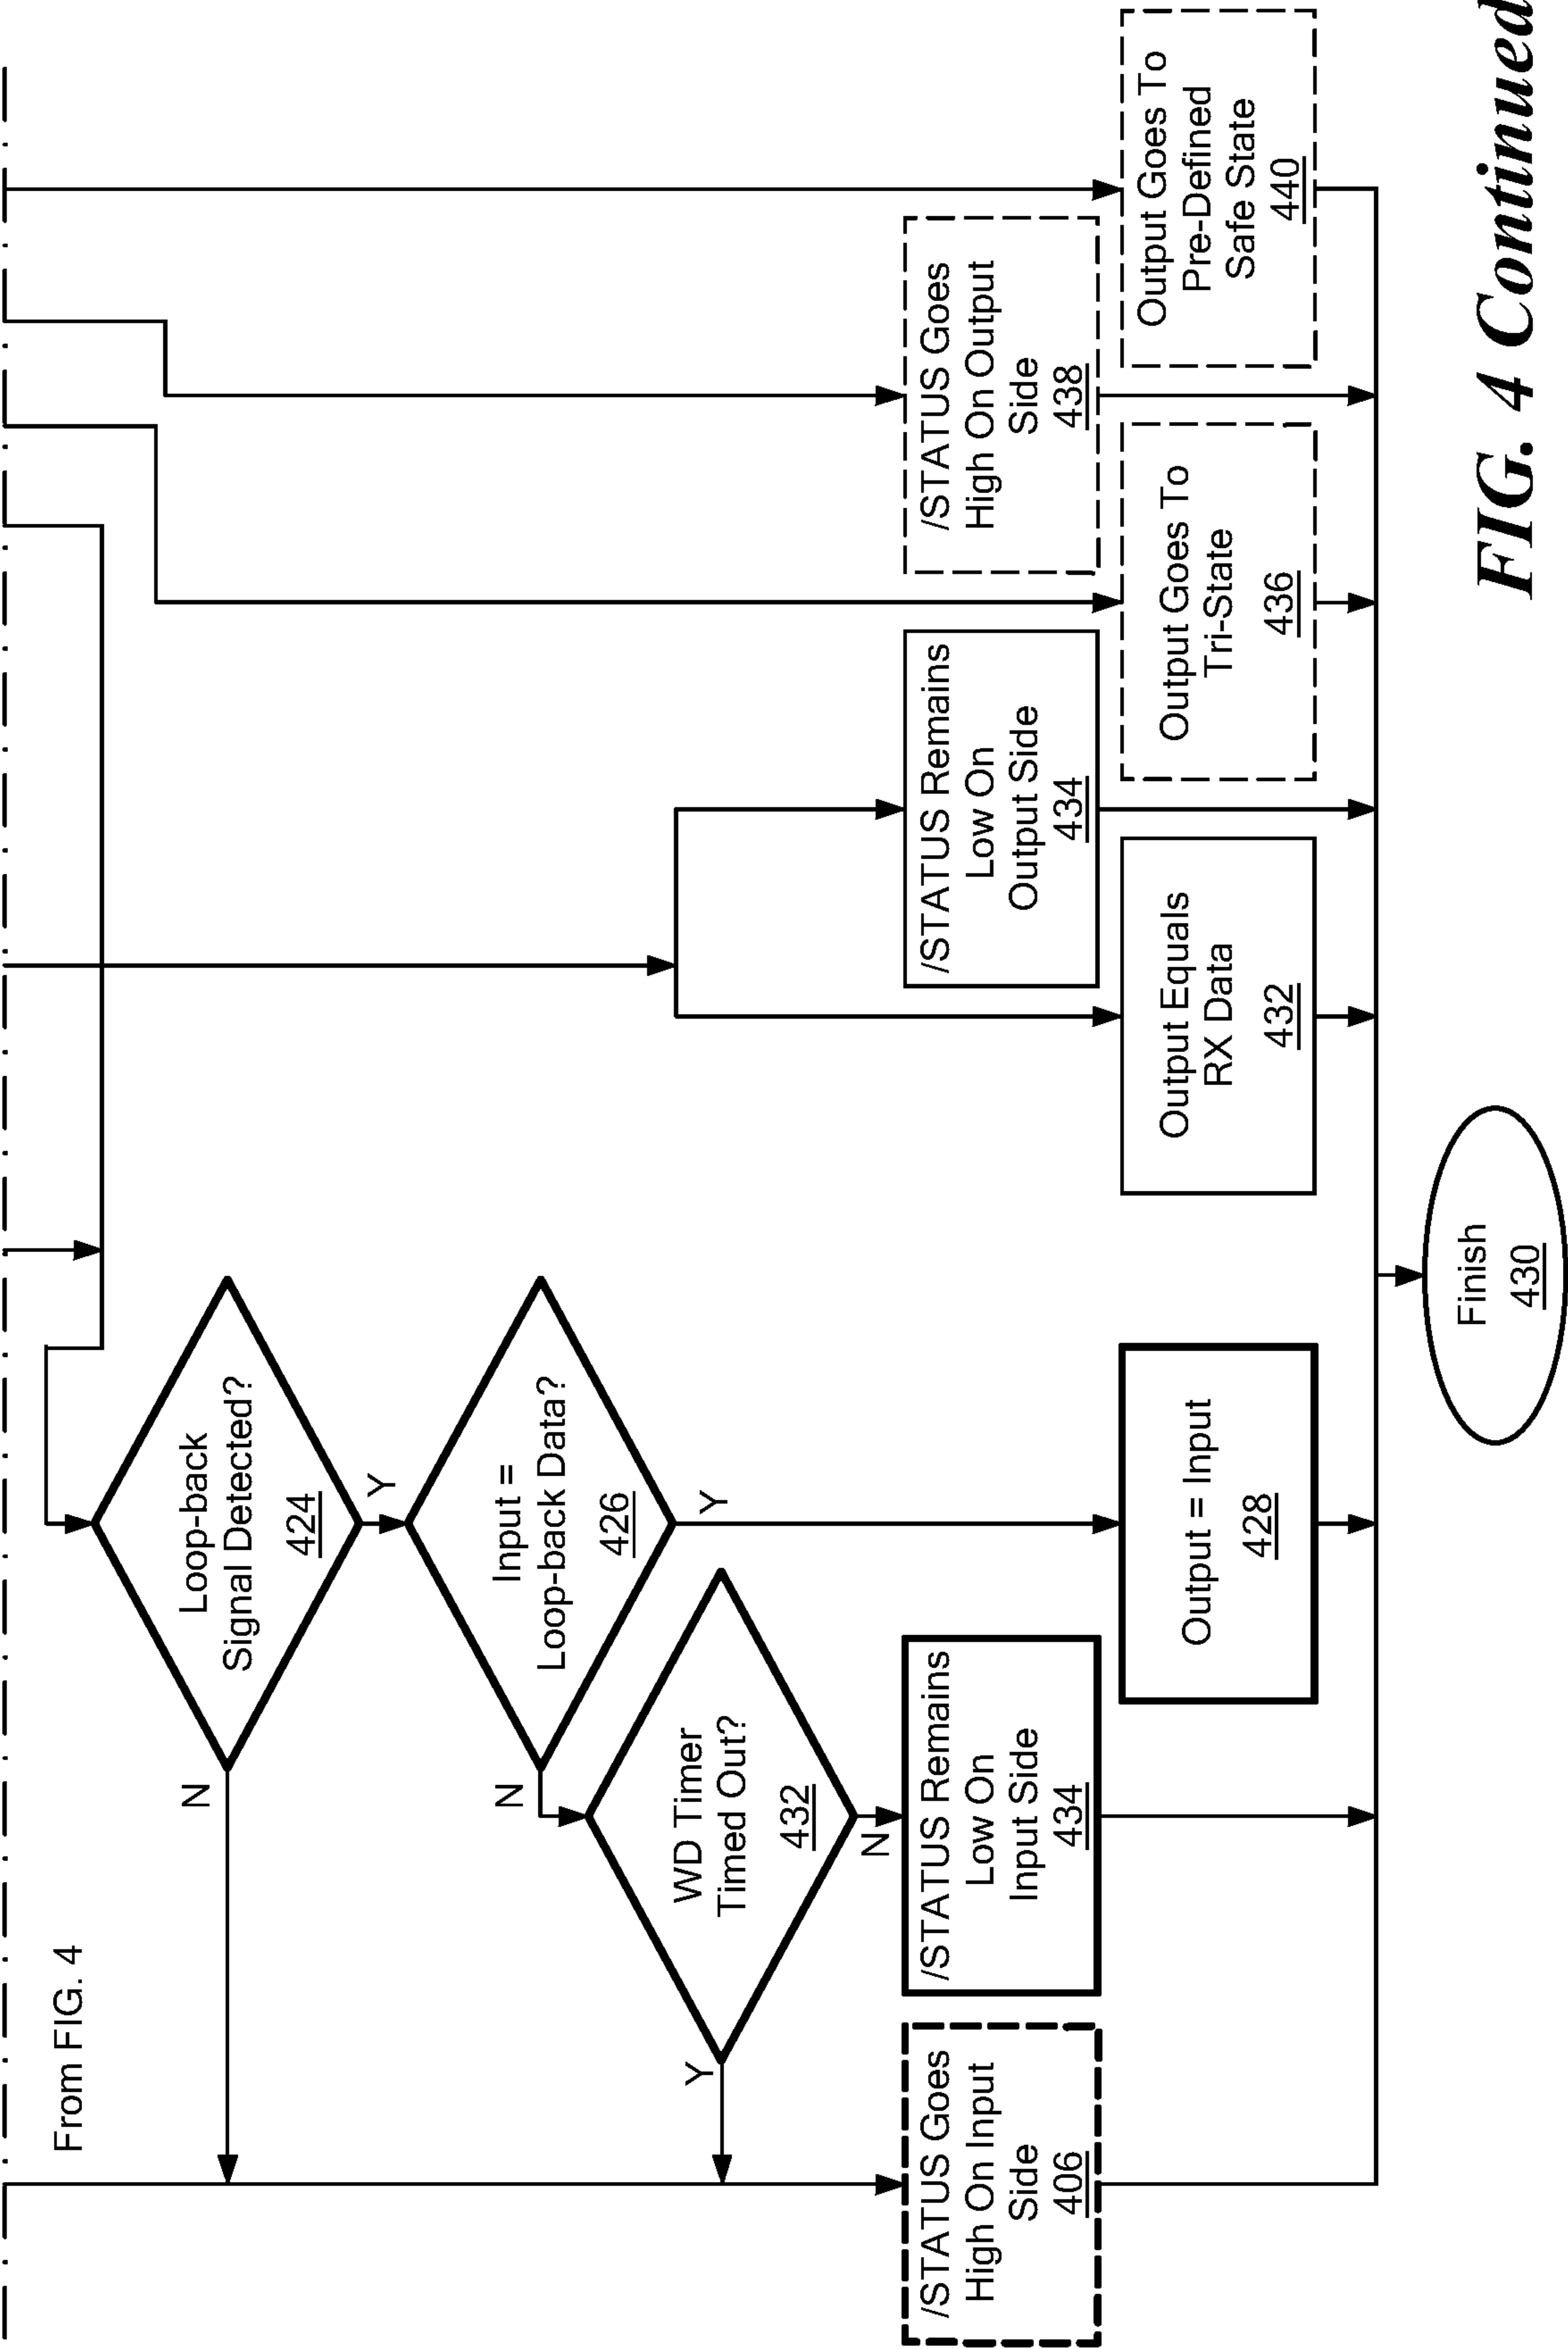 From FIG. 4
Loop-back
Signal Detected?
424
N
Y
Input =
Loop-back Data?
426
N
Y
WD Timer
Timed Out?
432
Y
N
/STATUS Goes
High On Input
Side
406
/STATUS Remains
Low On
Input Side
434
Output = Input
428
/STATUS Remains
Low On
Output Side
434
Output Equals
RX Data
432
/STATUS Goes
High On Output
Side
438
Output Goes To
Tri-State
436
Output Goes To
Pre-Defined
Safe State
440
Finish
430
FIG. 4 Continued